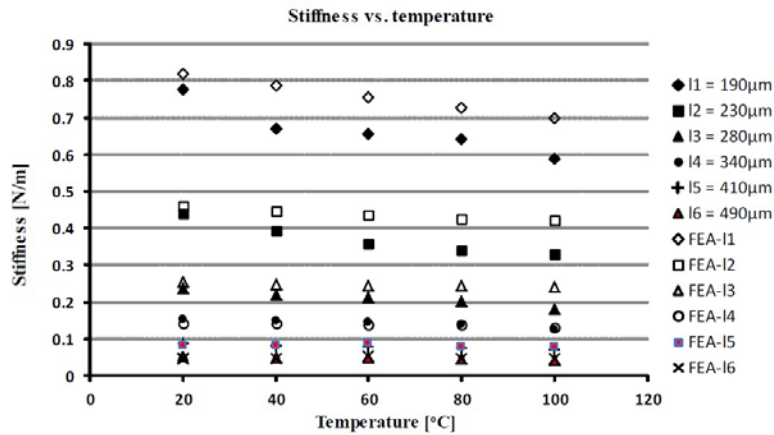 Stiffness vs. temperature
0.9
0.8
0.7
0.6
0.5
0.4
0.3
0.2
0.1
0
Stiffness [N/m]
0 20 40 60 80 100 120
Temperature [°C]
l1 = 190µm
l2 = 230µm
l3 = 280µm
l4 = 340µm
l5 = 410µm
l6 = 490µm
FEA-l1
FEA-l2
FEA-l3
FEA-l4
FEA-l5
FEA-l6